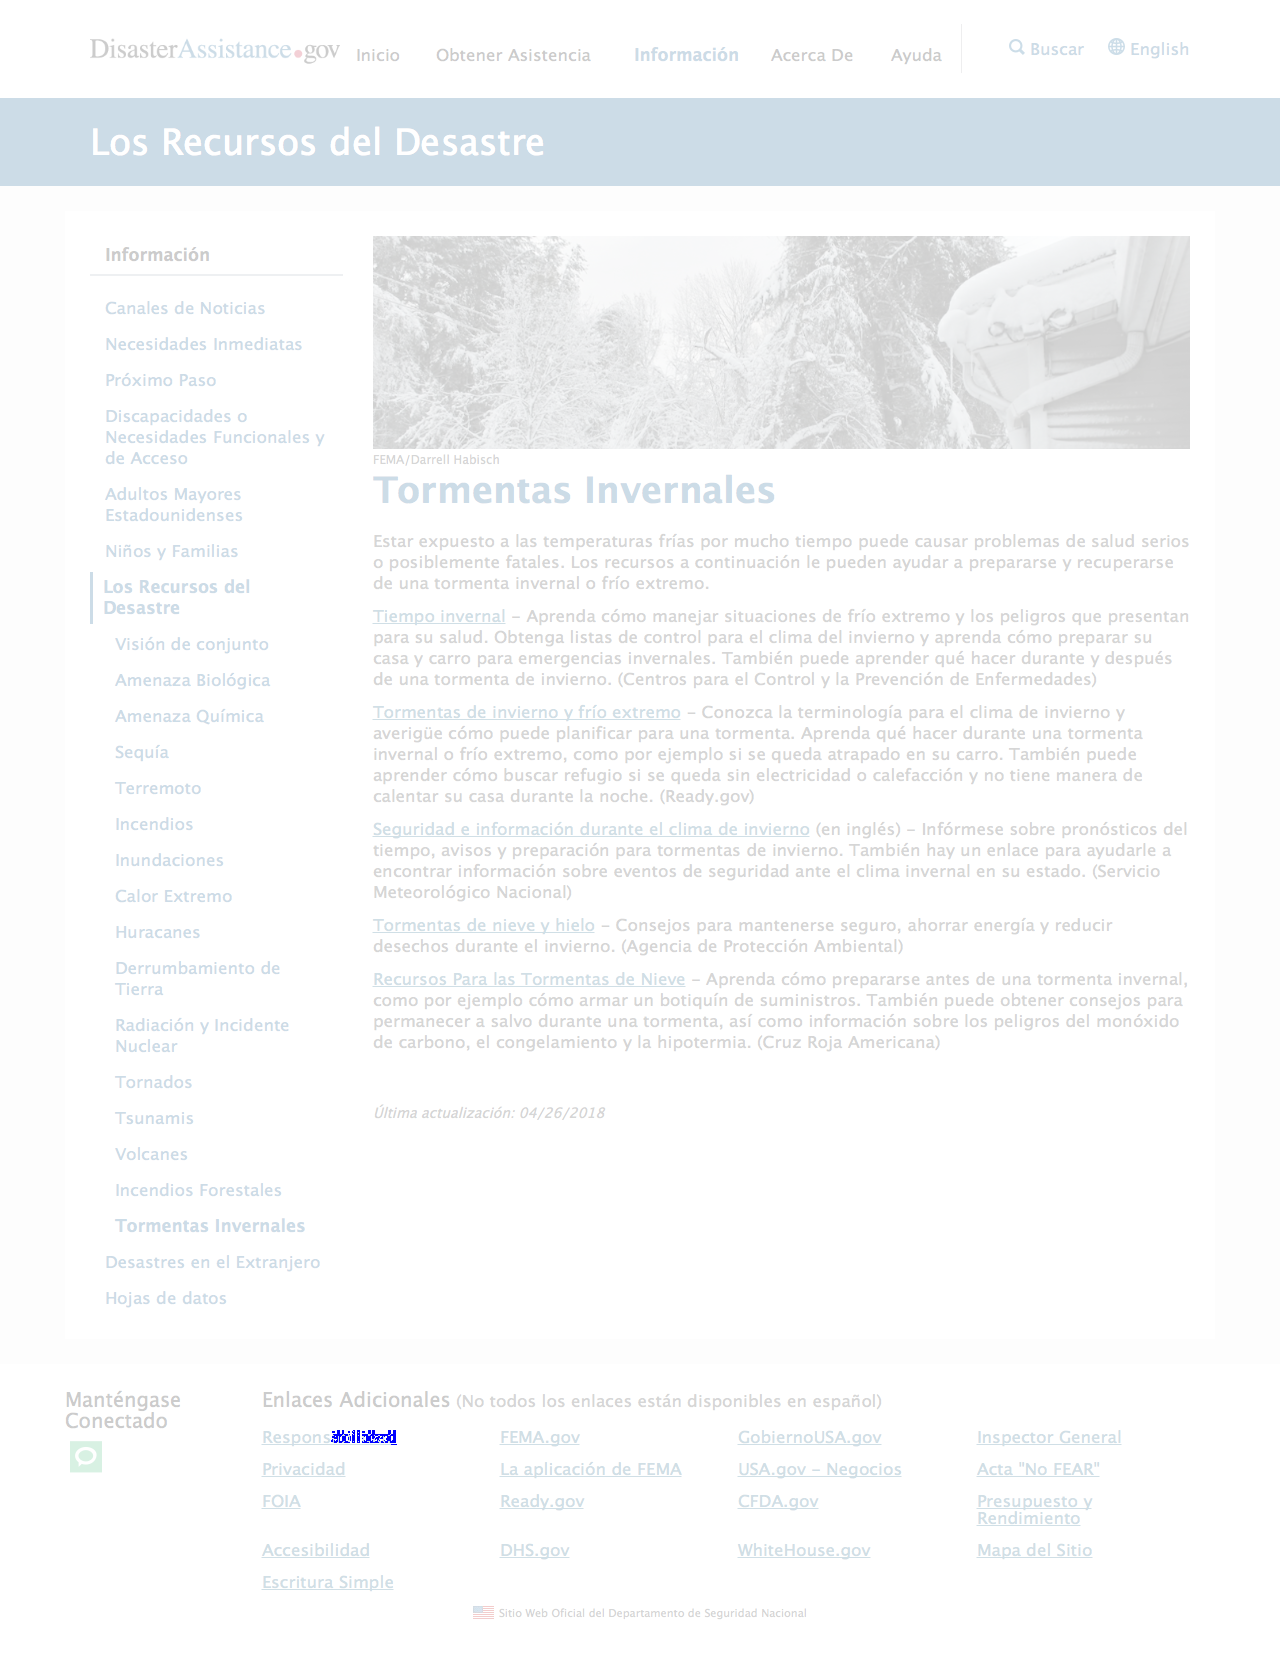 DisasterAssistance.gov
Inicio Obtener Asistencia Información Acerca De Ayuda Buscar English
Los Recursos del Desastre
Información
Canales de Noticias
Necesidades Inmediatas
Próximo Paso
Discapacidades o
Necesidades Funcionales y
de Acceso
Adultos Mayores
Estadounidenses
Niños y Familias
Los Recursos del
Desastre
Visión de conjunto
Amenaza Biológica
Amenaza Química
Sequía
Terremoto
Incendios
Inundaciones
Calor Extremo
Huracanes
Derrumbamiento de
Tierra
Radiación y Incidente
Nuclear
Tornados
Tsunamis
Volcanes
Incendios Forestales
Tormentas Invernales
Desastres en el Extranjero
Hojas de datos
FEMA/Darrell Habisch
Tormentas Invernales
Estar expuesto a las temperaturas frías por mucho tiempo puede causar problemas de salud serios
o posiblemente fatales. Los recursos a continuación le pueden ayudar a prepararse y recuperarse
de una tormenta invernal o frío extremo.
Tiempo invernal – Aprenda cómo manejar situaciones de frío extremo y los peligros que presentan
para su salud. Obtenga listas de control para el clima del invierno y aprenda cómo preparar su
casa y carro para emergencias invernales. También puede aprender qué hacer durante y después
de una tormenta de invierno. (Centros para el Control y la Prevención de Enfermedades)
Tormentas de invierno y frío extremo – Conozca la terminología para el clima de invierno y
averigüe cómo puede planificar para una tormenta. Aprenda qué hacer durante una tormenta
invernal o frío extremo, como por ejemplo si se queda atrapado en su carro. También puede
aprender cómo buscar refugio si se queda sin electricidad o calefacción y no tiene manera de
calentar su casa durante la noche. (Ready.gov)
Seguridad e información durante el clima de invierno (en inglés) – Infórmese sobre pronósticos del
tiempo, avisos y preparación para tormentas de invierno. También hay un enlace para ayudarle a
encontrar información sobre eventos de seguridad ante el clima invernal en su estado. (Servicio
Meteorológico Nacional)
Tormentas de nieve y hielo – Consejos para mantenerse seguro, ahorrar energía y reducir
desechos durante el invierno. (Agencia de Protección Ambiental)
Recursos Para las Tormentas de Nieve – Aprenda cómo prepararse antes de una tormenta invernal,
como por ejemplo cómo armar un botiquín de suministros. También puede obtener consejos para
permanecer a salvo durante una tormenta, así como información sobre los peligros del monóxido
de carbono, el congelamiento y la hipotermia. (Cruz Roja Americana)
Última actualización: 04/26/2018
Manténgase
Conectado
Enlaces Adicionales (No todos los enlaces están disponibles en español)
FEMA.gov GobiernoUSA.gov Inspector General
Privacidad La aplicación de FEMA USA.gov – Negocios Acta "No FEAR"
FOIA Ready.gov CFDA.gov Presupuesto y
Rendimiento
Accesibilidad DHS.gov WhiteHouse.gov Mapa del Sitio
Escritura Simple
Sitio Web Oficial del Departamento de Seguridad Nacional